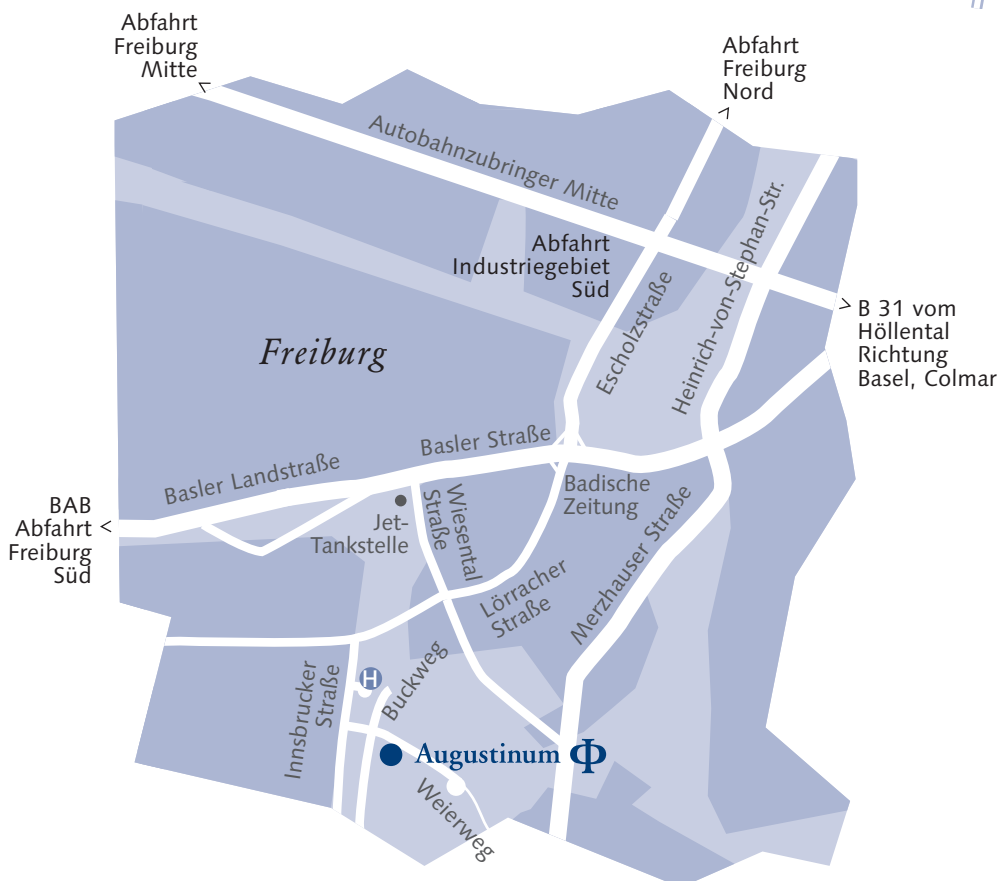 Abfahrt
Freiburg
Mitte
Abfahrt
Freiburg
Nord
Autobahnzubringer Mitte
Heinrich-von-Stephan-Str.
Abfahrt
Industriegebiet
Süd
Escholzstraße
B 31 vom
Höllental
Richtung
Basel, Colmar
Freiburg
Basler Straße
Basler Landstraße
BAB
Abfahrt
Freiburg
Süd
Jet-
Tankstelle
Wiesental
Straße
Badische
Zeitung
Merzhauser Straße
Lörracher
Straße
Innsbrucker
Straße
H
Buckweg
Augustinum Φ
Weierweg